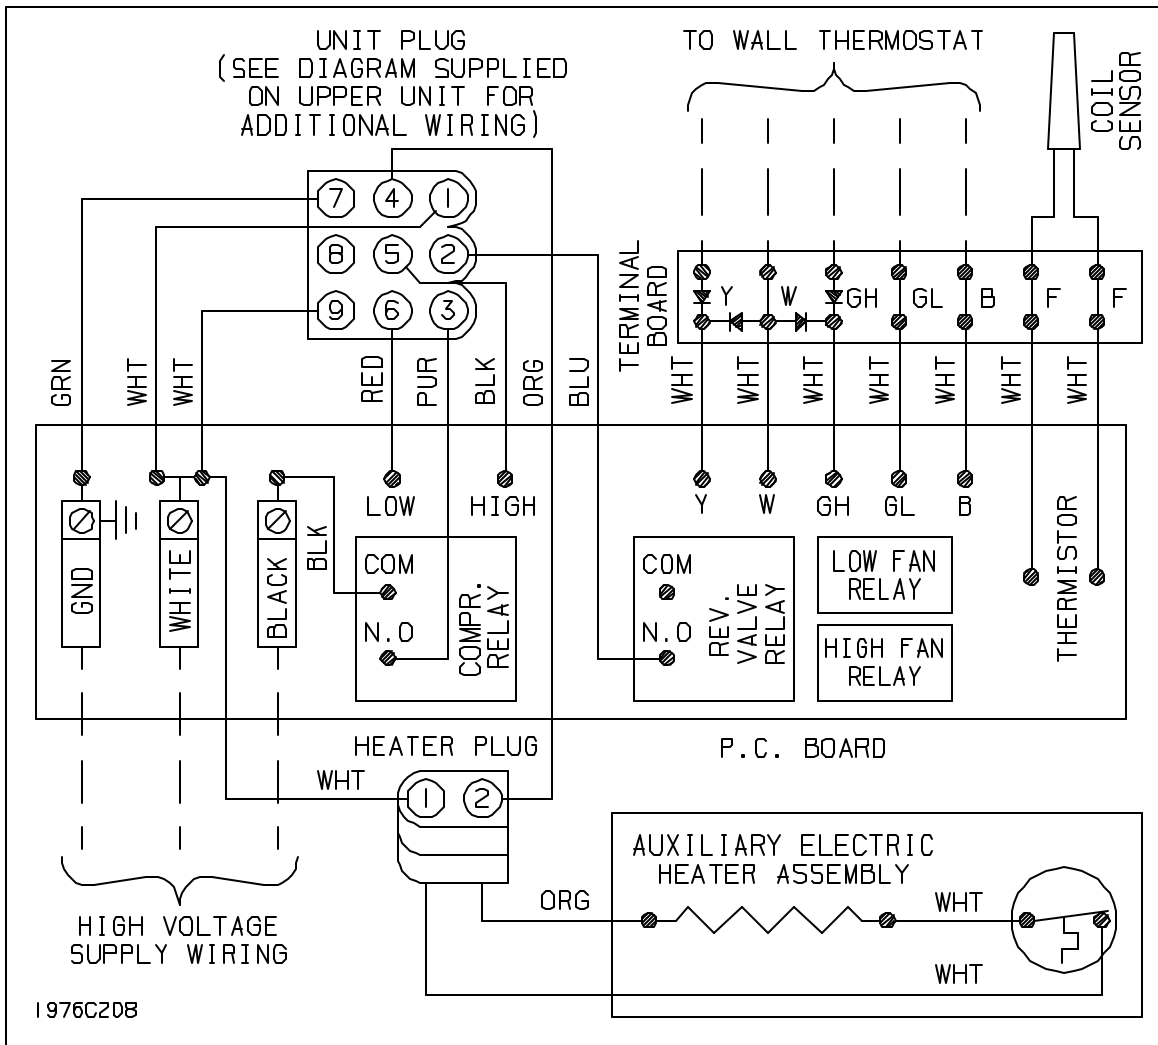 UNIT PLUG
(SEE DIAGRAM SUPPLIED
ON UPPER UNIT FOR
ADDITIONAL WIRING)
TO WALL THERMOSTAT
COIL
SENSOR
7
4
1
8
5
2
9
6
3
TERMINAL
BOARD
Y
W
GH
GL
B
F
F
GRN
WHT
WHT
RED
PUR
BLK
ORG
BLU
WHT
WHT
WHT
WHT
WHT
WHT
WHT
LOW
HIGH
Y
W
GH
GL
B
GND
WHITE
BLACK
BLK
COM
N.O
COMPR.
RELAY
COM
N.O
REV.
VALVE
RELAY
LOW FAN
RELAY
HIGH FAN
RELAY
THERMISTOR
HEATER PLUG
P.C. BOARD
WHT
1
2
HIGH VOLTAGE
SUPPLY WIRING
AUXILIARY ELECTRIC
HEATER ASSEMBLY
ORG
WHT
WHT
1976C208